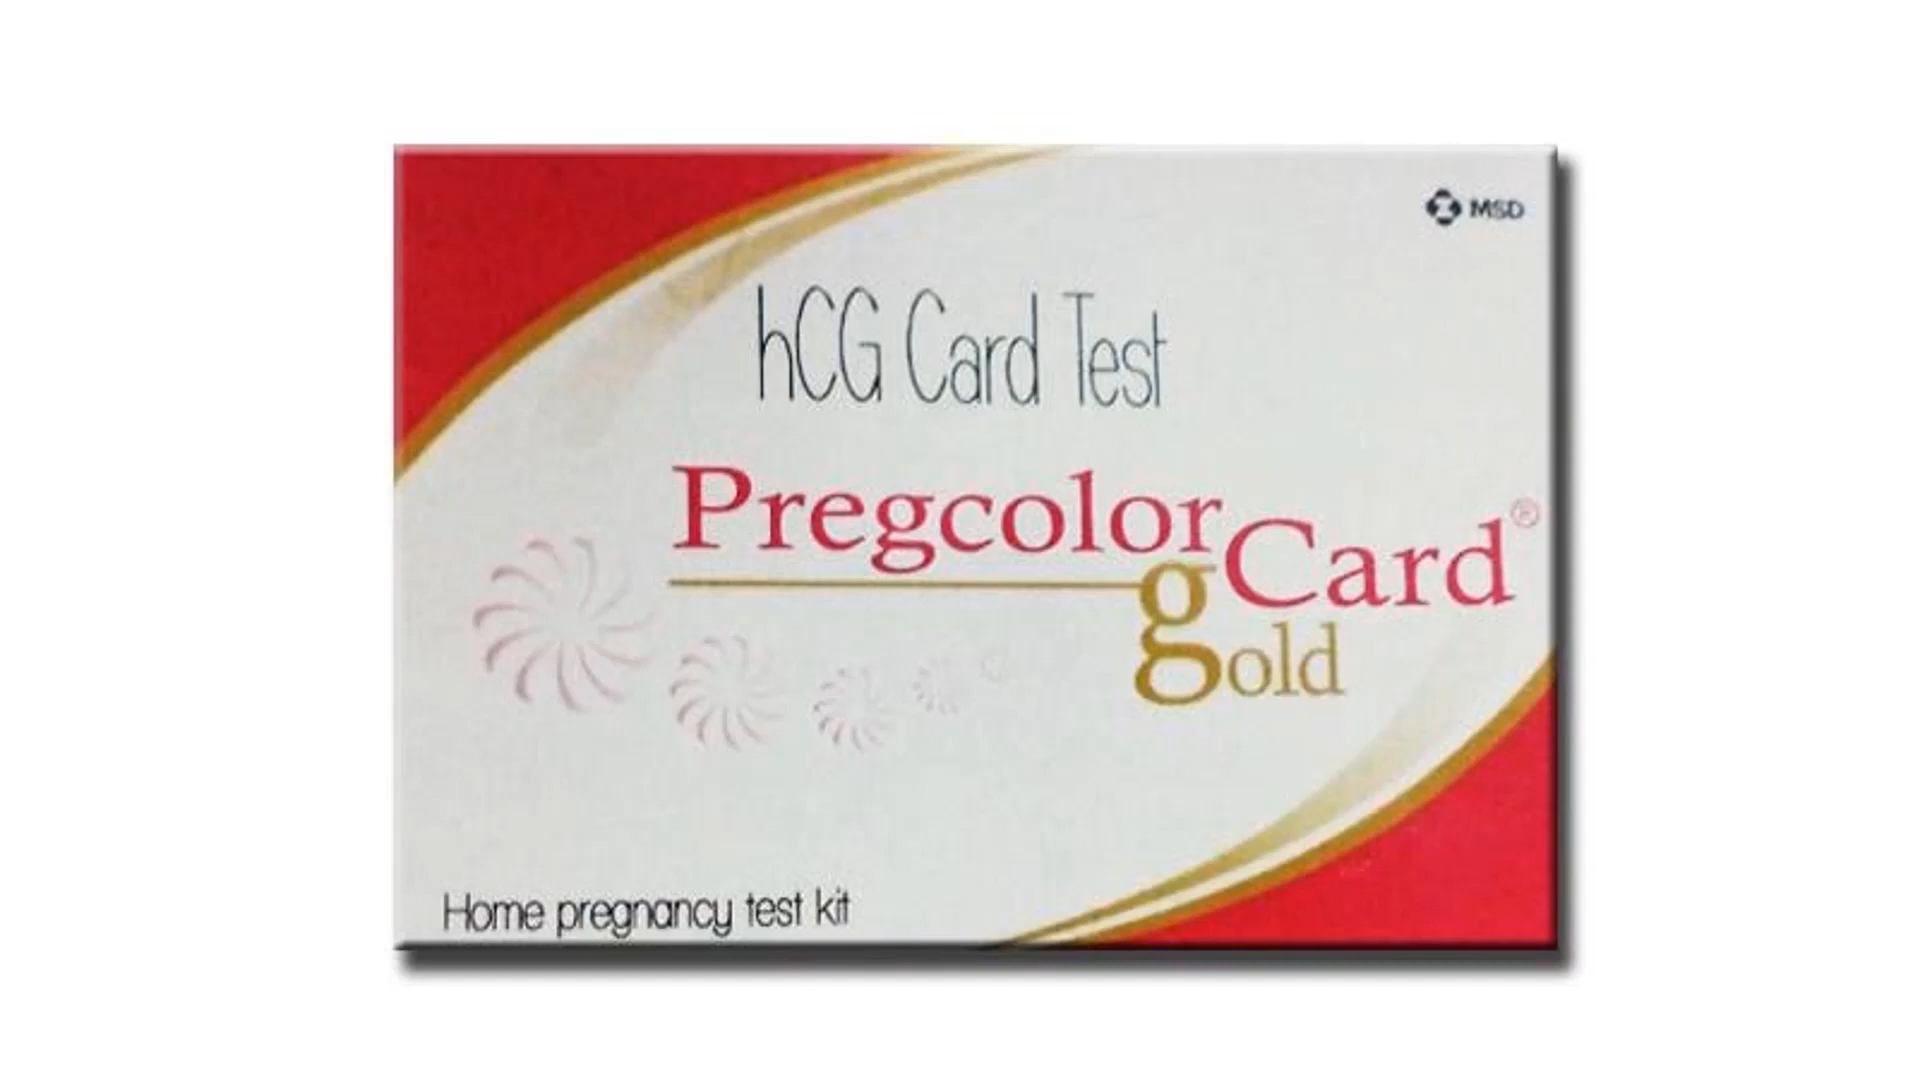 MSD
hCG Card Test
Pregcolor Card®
gold
Home pregnancy test kit